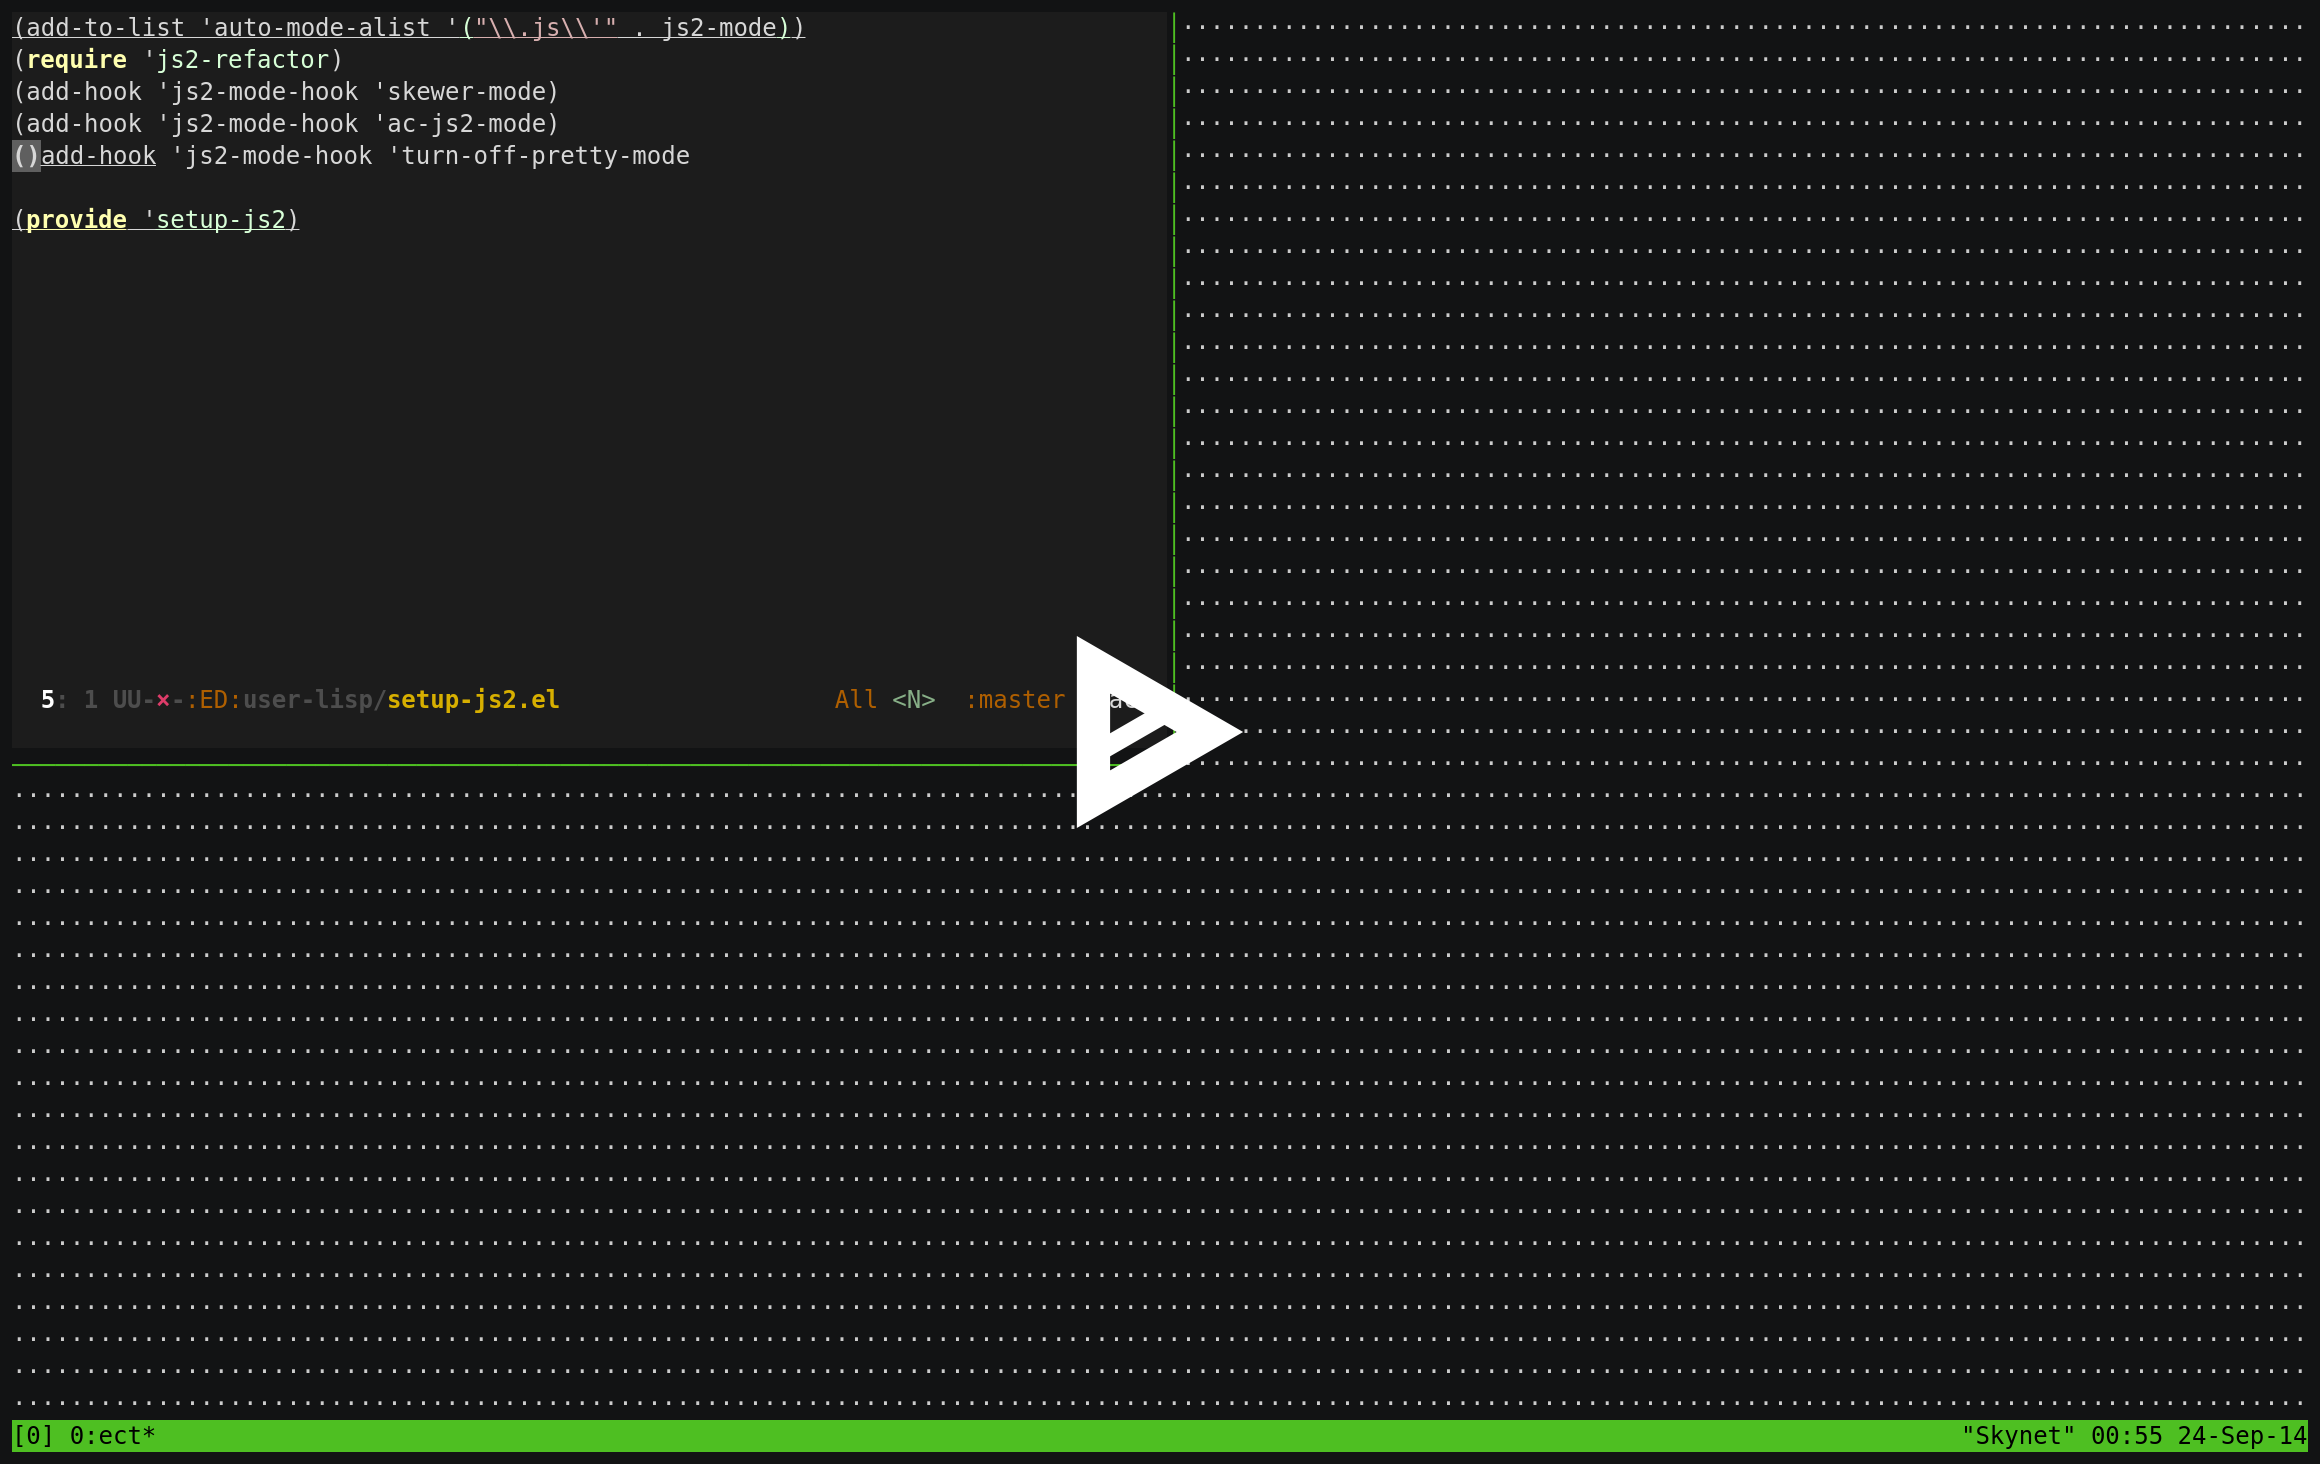 (add-to-list 'auto-mode-alist '("\\.js\\'" . js2-mode))
(require 'js2-refactor)
(add-hook 'js2-mode-hook 'skewer-mode)
(add-hook 'js2-mode-hook 'ac-js2-mode)
()add-hook 'js2-mode-hook 'turn-off-pretty-mode
(provide 'setup-js2)
5: 1 UU-×-:ED:user-lisp/setup-js2.el All <N> :master
[0] 0:ect* "Skynet" 00:55 24-Sep-14